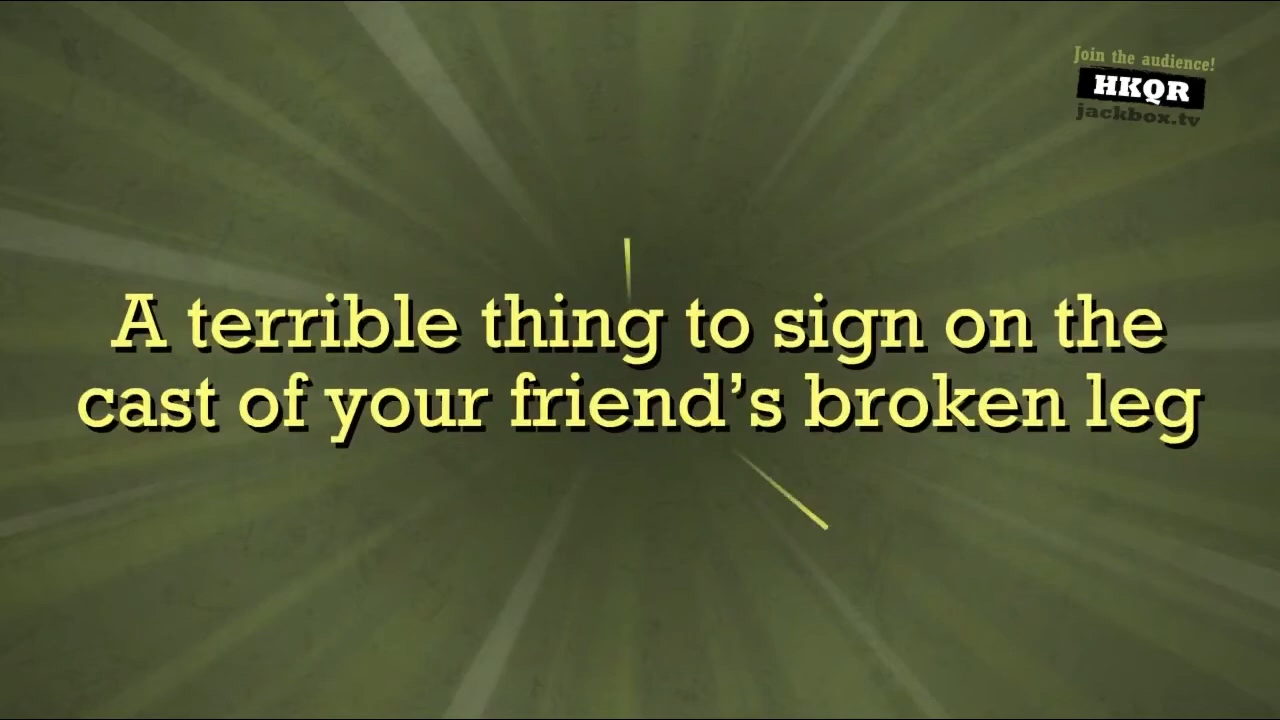 Join the audience!
HKQR
jackbox.tv
A terrible thing to sign on the
cast of your friend’s broken leg